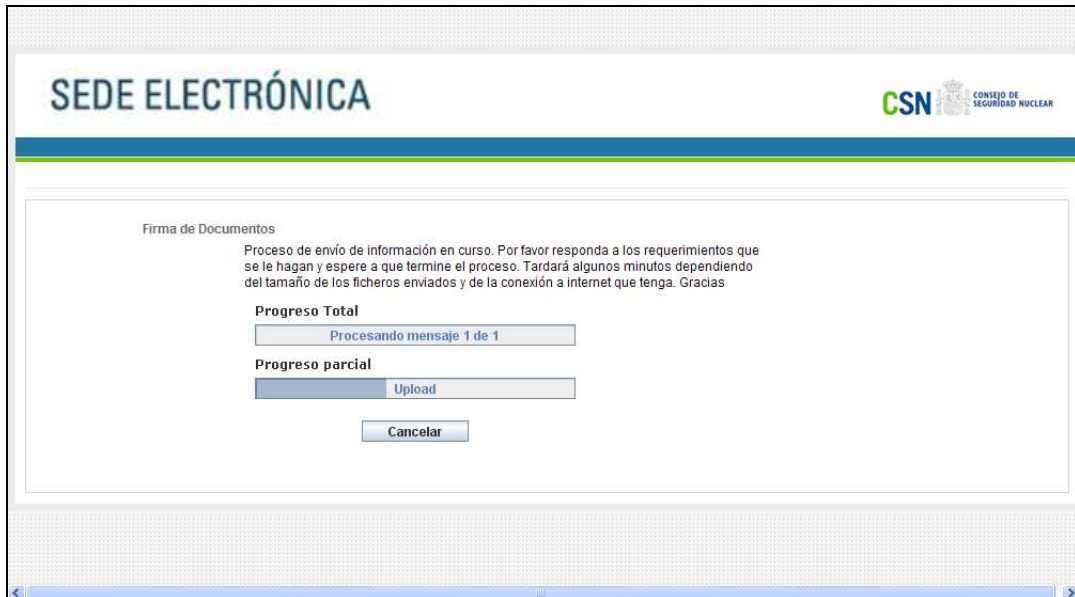 SEDE ELECTRÓNICA
CSN
CONSEJO DE
SEGURIDAD NUCLEAR
Firma de Documentos
Proceso de envío de información en curso. Por favor responda a los requerimientos que
se le hagan y espere a que termine el proceso. Tardará algunos minutos dependiendo
del tamaño de los ficheros enviados y de la conexión a internet que tenga. Gracias
Progreso Total
Procesando mensaje 1 de 1
Progreso parcial
Upload
Cancelar